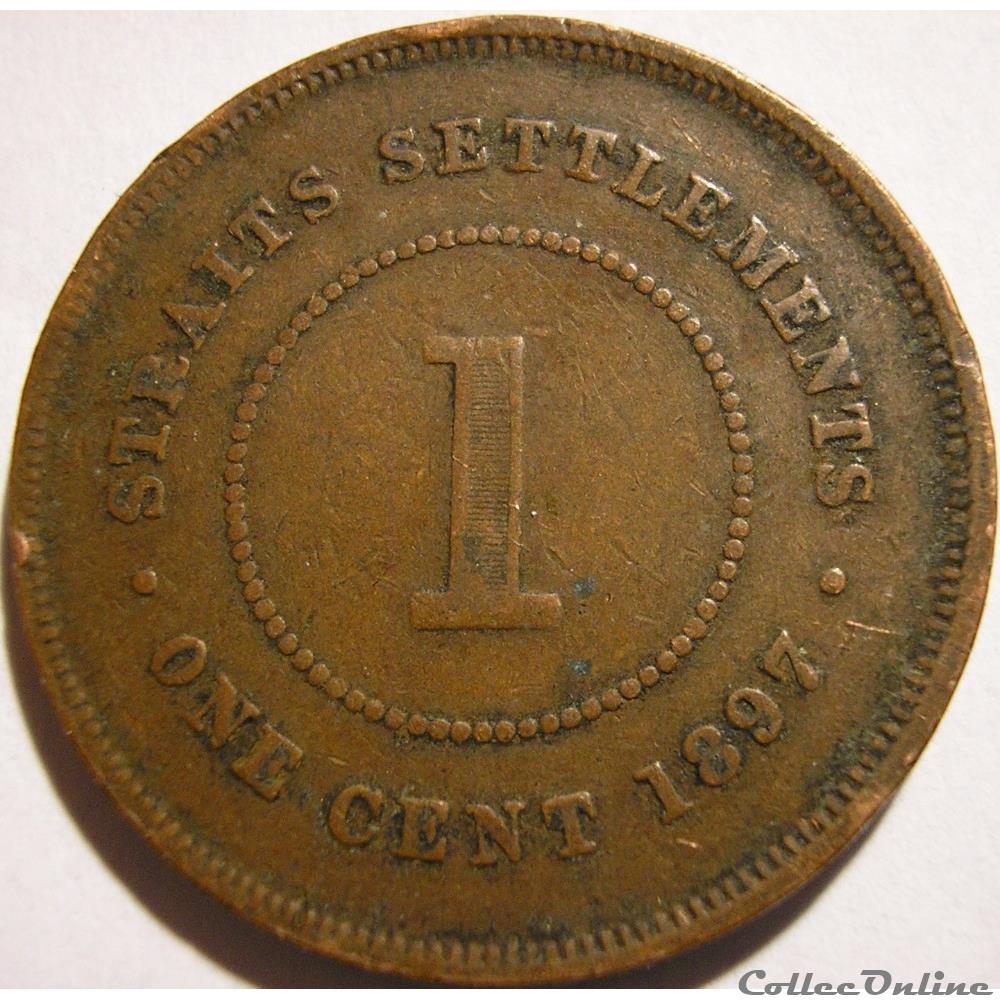 STRAITS SETTLEMENTS
1
• ONE CENT 1897 •
CollecOnline